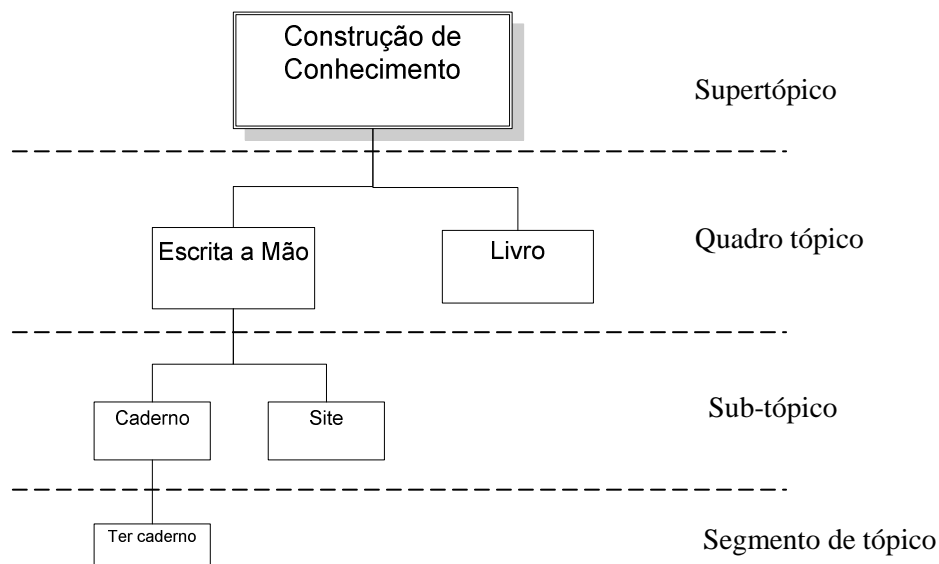 Construção de
Conhecimento
Supertópico
Escrita a Mão
Livro
Quadro tópico
Caderno
Site
Sub-tópico
Ter caderno
Segmento de tópico